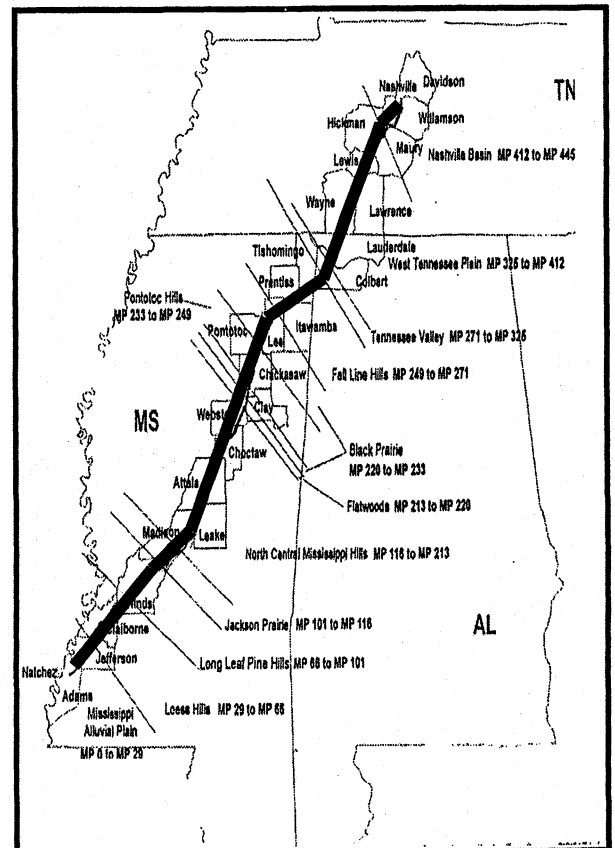 Nashville
Davidson
TN
Williamson
Hickman
Maury
Nashville Basin MP 412 to MP 445
Lewis
Wayne
Lawrence
Lauderdale
Tishomingo
West Tennessee Plain MP 325 to MP 412
Colbert
Prentiss
Pontotoc Hills
MP 233 to MP 249
Itawamba
Pontotoc
Lee
Tennessee Valley MP 271 to MP 325
Chickasaw
Fall Line Hills MP 249 to MP 271
MS
Webst
Clay
Choctaw
Black Prairie
MP 220 to MP 233
Attala
Flatwoods MP 213 to MP 220
Madison
Leake
North Central Mississippi Hills MP 116 to MP 213
AL
Hinds
Jackson Prairie MP 101 to MP 116
Claiborne
Jefferson
Long Leaf Pine Hills MP 66 to MP 101
Natchez
Adams
Loess Hills MP 29 to MP 66
Mississippi
Alluvial Plain
MP 0 to MP 29